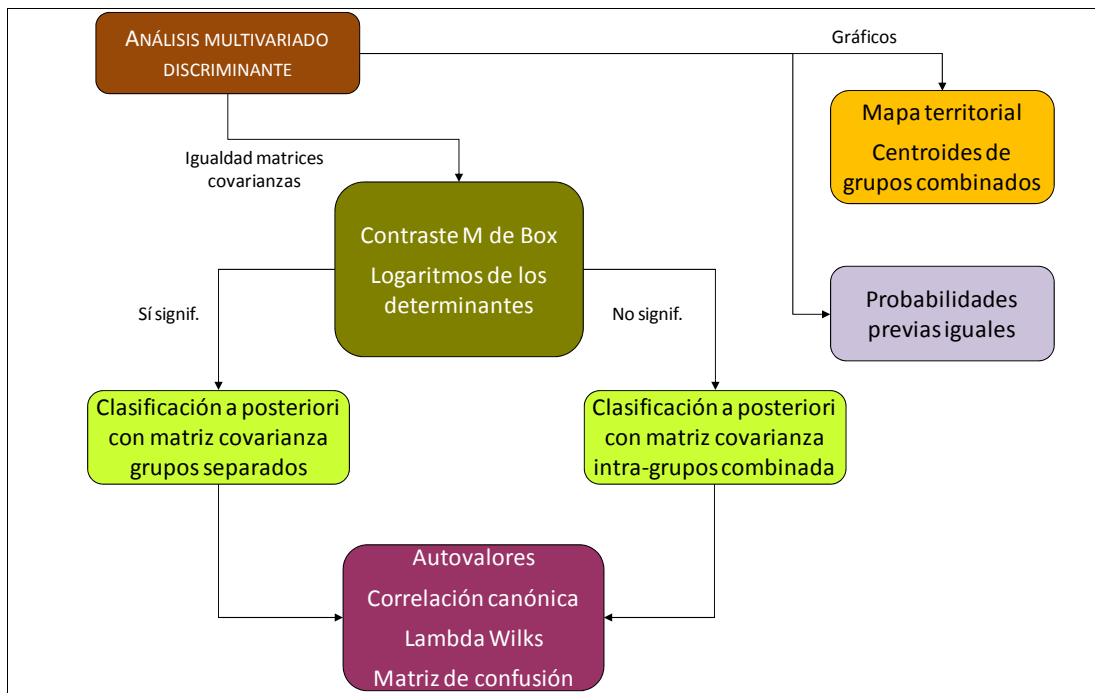 ANÁLISIS MULTIVARIADO
DISCRIMINANTE
Gráficos
Mapa territorial
Centroides de
grupos combinados
Igualdad matrices
covarianzas
Contraste M de Box
Logaritmos de los
determinantes
Probabilidades
previas iguales
Sí signif.
No signif.
Clasificación a posteriori
con matriz covarianza
grupos separados
Clasificación a posteriori
con matriz covarianza
intra-grupos combinada
Autovalores
Correlación canónica
Lambda Wilks
Matriz de confusión